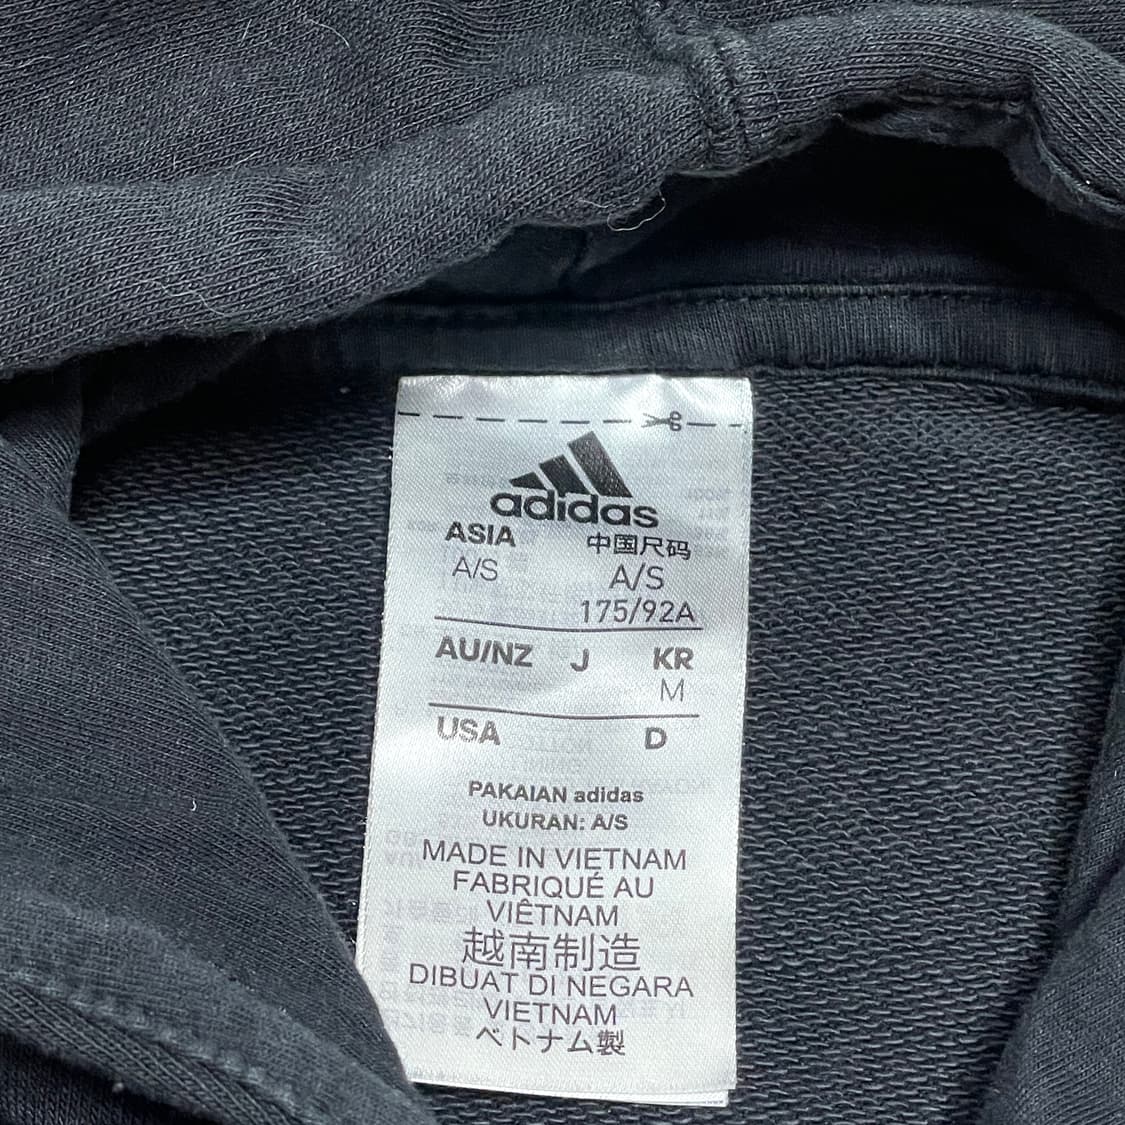 adidas
ASIA 中国尺码
A/S A/S
175/92A
AU/NZ J KR
M
USA D
PAKAIAN adidas
UKURAN: A/S
MADE IN VIETNAM
FABRIQUÉ AU
VIÊTNAM
越南制造
DIBUAT DI NEGARA
VIETNAM
ベトナム製